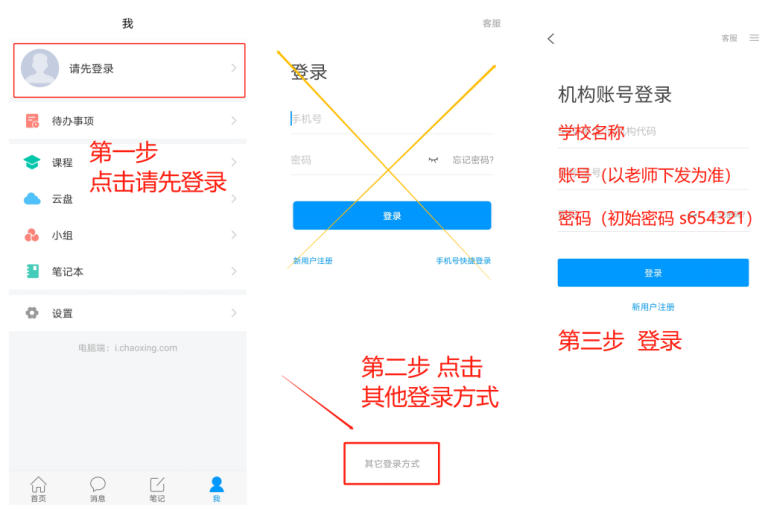 我
请先登录
待办事项
课程
云盘
小组
笔记本
设置
电脑端：i.chaoxing.com
首页
消息
笔记
我
第一步
点击请先登录
客服
登录
手机号
密码
忘记密码?
登录
新用户注册
手机号快捷登录
第二步 点击
其他登录方式
其它登录方式
客服
机构账号登录
学校名称
构代码
账号（以老师下发为准）
密码（初始密码 s654321）
登录
新用户注册
第三步 登录